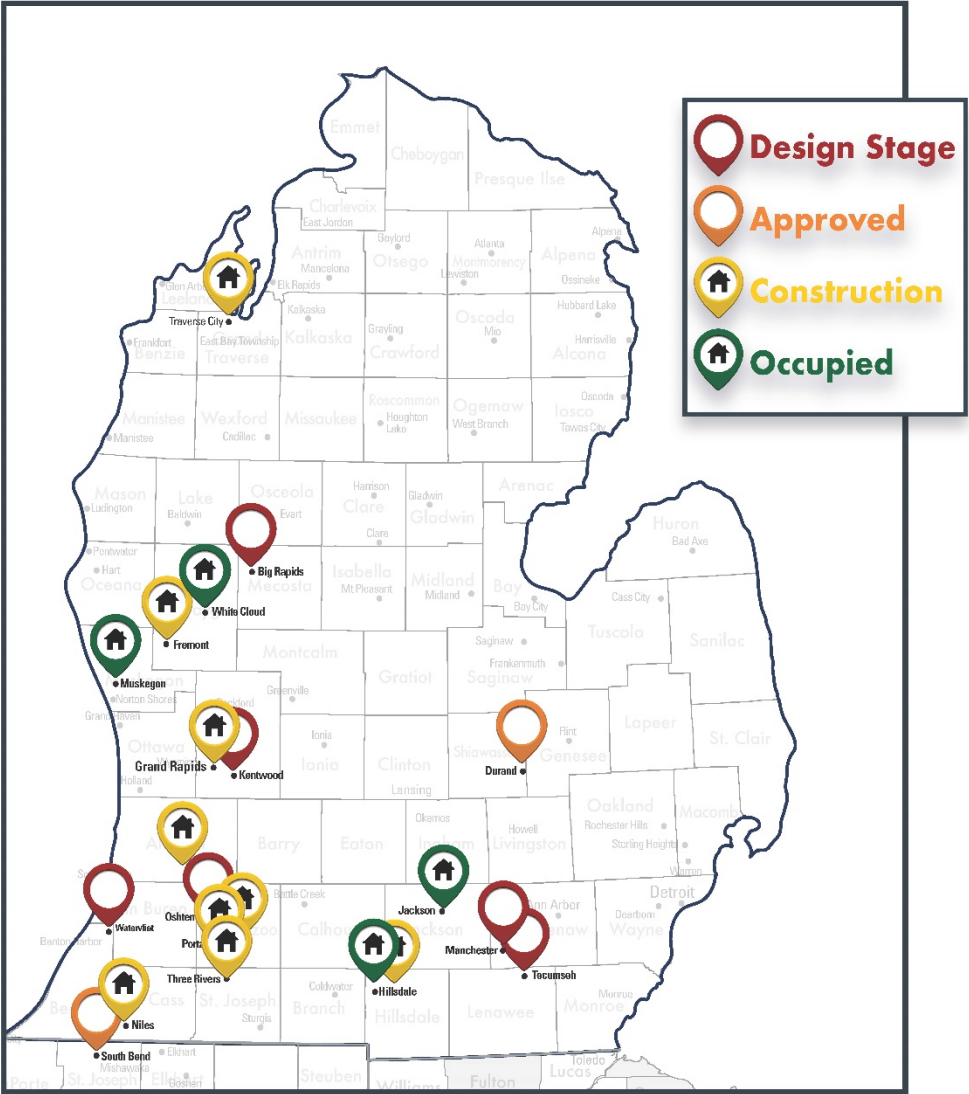 Design Stage
Approved
Construction
Occupied
Emmet
Cheboygan
Presque Ilse
Charlevoix
East Jordon
Antrim
Mancelona
Elk Rapids
Gaylord
Otsego
Atlanta
Montmorency
Lewiston
Alpena
Alpena
Ossineke
Traverse City
East Bay Township
Traverse
Kalkaska
Kalkaska
Grayling
Crawford
Oscoda
Mio
Hubbard Lake
Harrisville
Alcona
Frankfort
Benzie
Manistee
Manistee
Wexford
Cadillac
Missaukee
Roscommon
Houghton
Lake
Ogemaw
West Branch
Oscoda
Iosco
Tawas City
Mason
Ludington
Lake
Baldwin
Osceola
Evart
Harrison
Clare
Clare
Gladwin
Gladwin
Arenac
Huron
Bad Axe
Pentwater
Hart
Oceana
Big Rapids
Mecosta
White Cloud
Isabella
Mt Pleasant
Midland
Midland
Bay
Bay City
Cass City
Tuscola
Sanilac
Fremont
Muskegon
Norton Shores
Montcalm
Greenville
Gratiot
Saginaw
Frankenmuth
Saginaw
Grand Haven
Ottawa
Holland
Grand Rapids
Kentwood
Ionia
Ionia
Clinton
Lansing
Durand
Flint
Genesee
Lapeer
St. Clair
Barry
Eaton
Okemos
Howell
Livingston
Oakland
Rochester Hills
Sterling Heights
Macomb
Warren
Watervliet
Battle Creek
Jackson
Manchester
Tecumseh
Ann Arbor
Detroit
Dearborn
Wayne
Three Rivers
Niles
Cass
St. Joseph
Sturgis
Coldwater
Branch
Hillsdale
Hillsdale
Lenawee
Monroe
Monroe
South Bend
Mishawaka
Elkhart
St. Joseph
Goshen
Steuben
Williams
Fulton
Toledo
Lucas